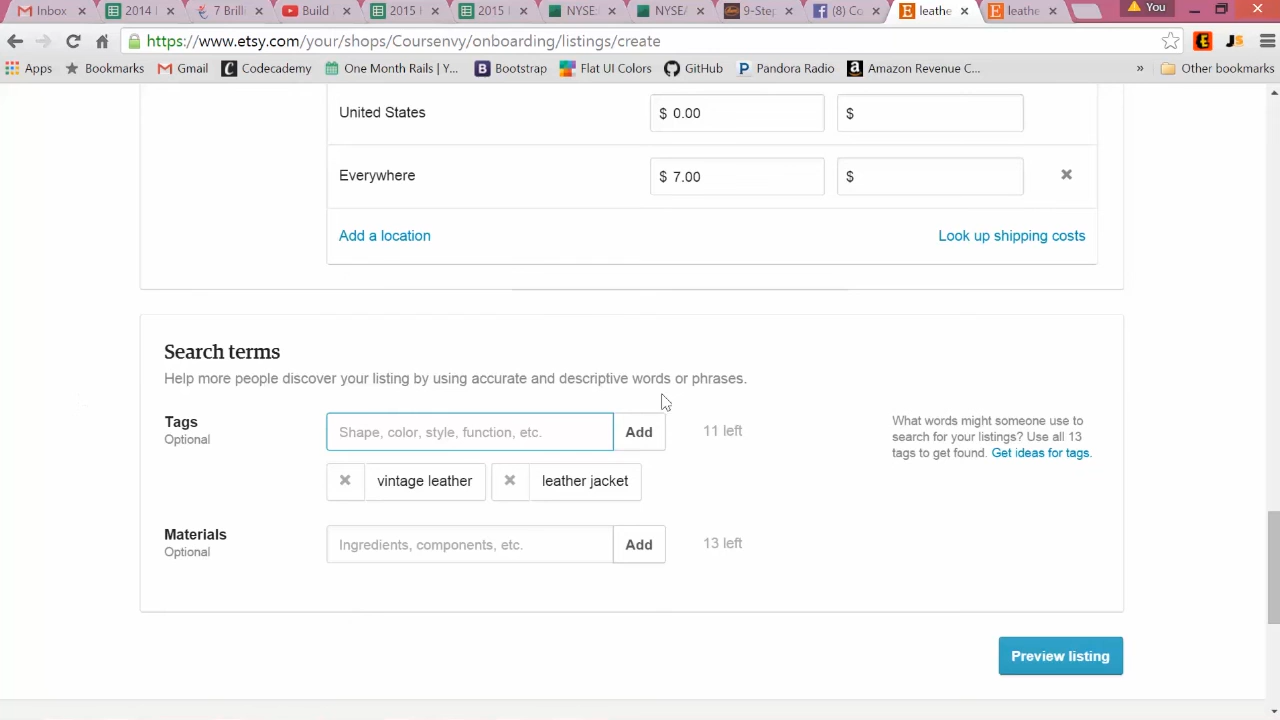 Inbox
2014 I
7 Brill
Build
2015 I
2015 I
NYSE:
NYSE/
9-Step
(8) Co
leathe
leathe
You
https://www.etsy.com/your/shops/Coursenvy/onboarding/listings/create
Apps
Bookmarks
Gmail
Codecademy
One Month Rails | Y...
Bootstrap
Flat UI Colors
GitHub
Pandora Radio
Amazon Revenue C...
»
Other bookmarks
United States
$ 0.00
$
Everywhere
$ 7.00
$
Add a location
Look up shipping costs
Search terms
Help more people discover your listing by using accurate and descriptive words or phrases.
Tags
Optional
Shape, color, style, function, etc.
Add
11 left
What words might someone use to
search for your listings? Use all 13
tags to get found. Get ideas for tags.
vintage leather
leather jacket
Materials
Optional
Ingredients, components, etc.
Add
13 left
Preview listing